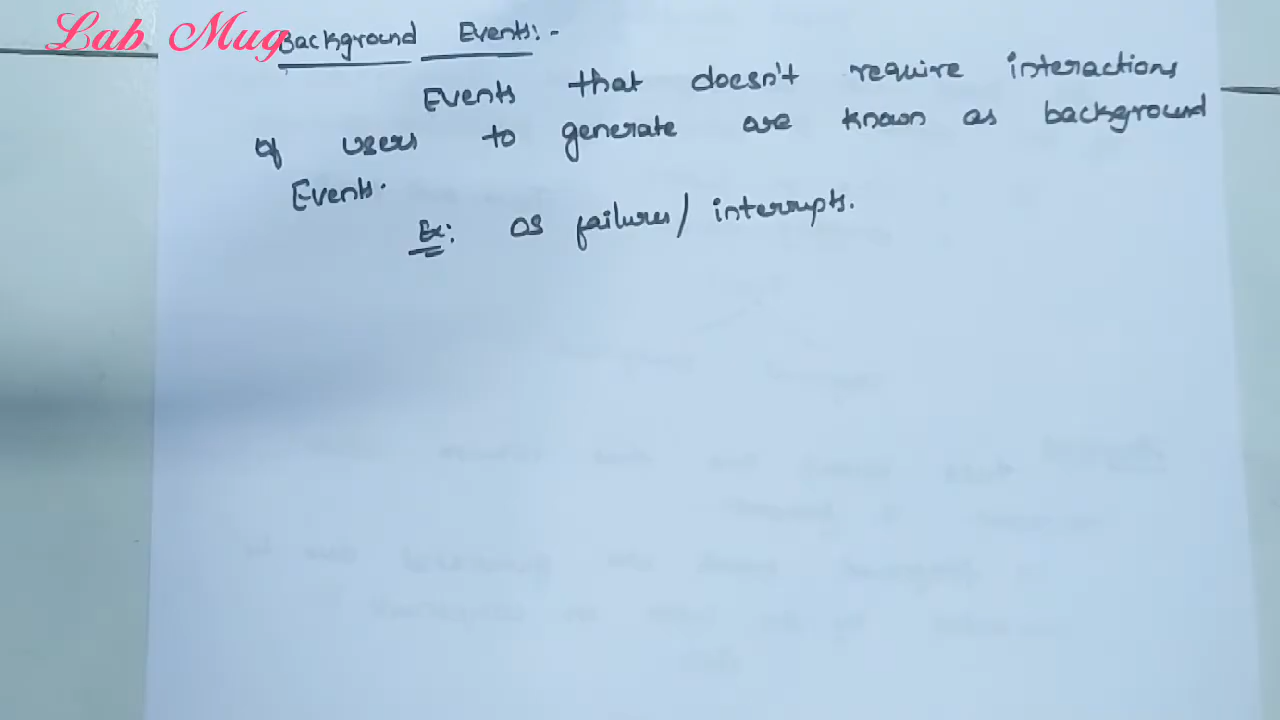 Lab Mug
Background Events:-
Events that doesn't require interactions
of users to generate are known as background
Events.
Ex: OS failures/ interrupts.